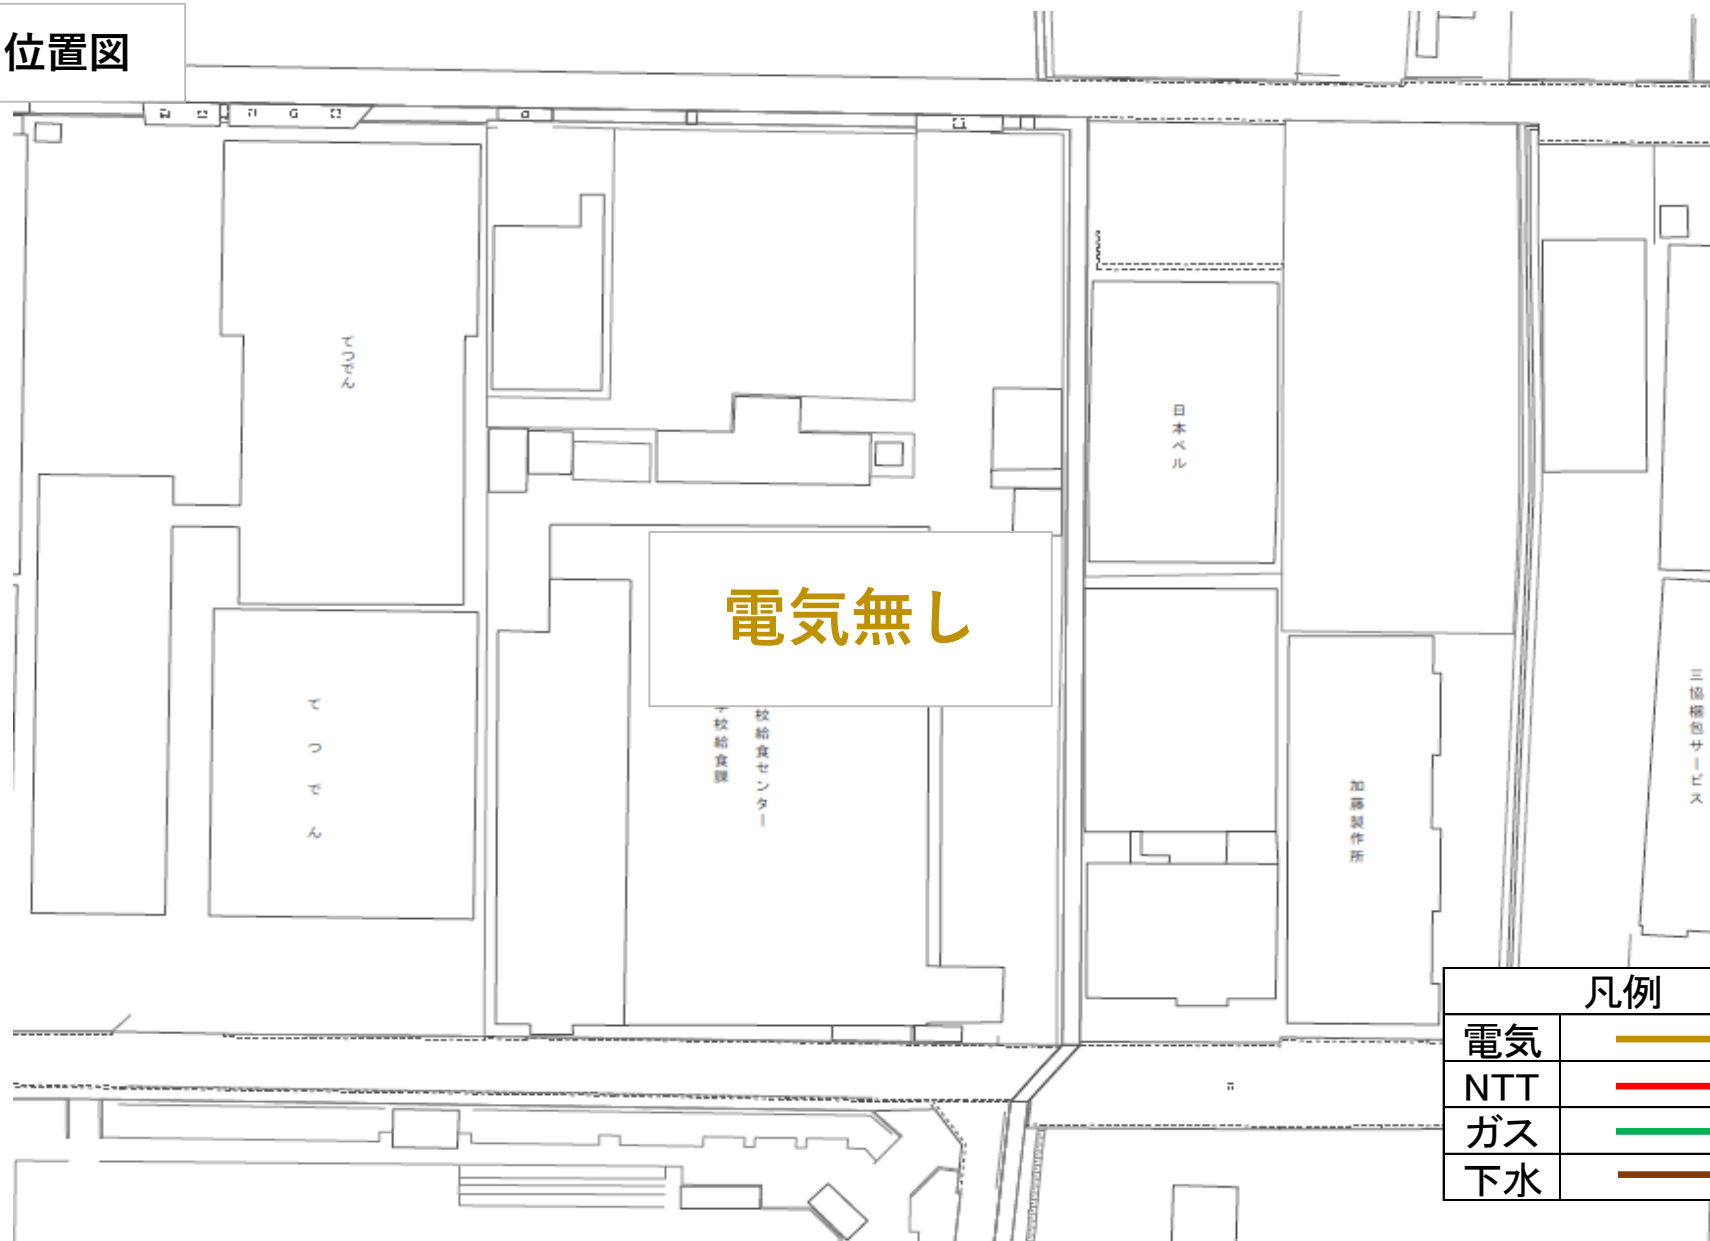 位置図
てつでん
日本ベル
電気無し
校給食センター
学校給食課
てつでん
加藤製作所
三協梱包サービス
凡例
電気
NTT
ガス
下水